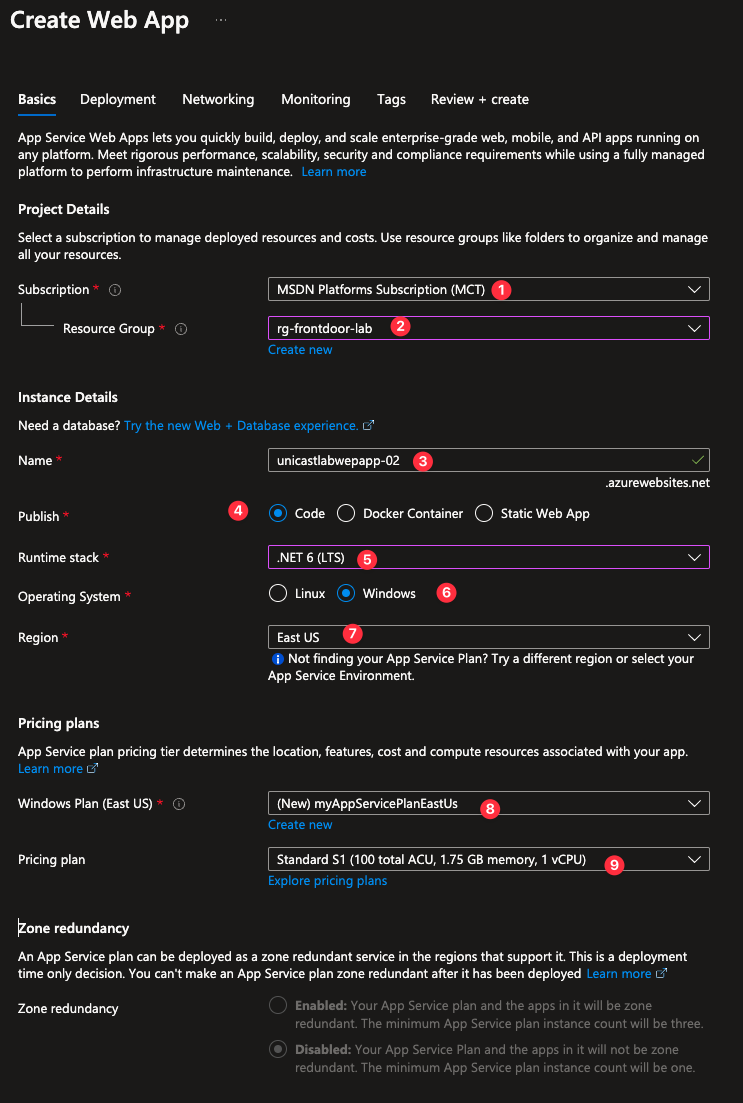 Create Web App ...
Basics Deployment Networking Monitoring Tags Review + create
App Service Web Apps lets you quickly build, deploy, and scale enterprise-grade web, mobile, and API apps running on
any platform. Meet rigorous performance, scalability, security and compliance requirements while using a fully managed
platform to perform infrastructure maintenance. Learn more
Project Details
Select a subscription to manage deployed resources and costs. Use resource groups like folders to organize and manage
all your resources.
Subscription * i MSDN Platforms Subscription (MCT) 1
Resource Group * i rg-frontdoor-lab 2
Create new
Instance Details
Need a database? Try the new Web + Database experience.
Name * unicastlabwepapp-02 3
.azurewebsites.net
Publish * 4 Code Docker Container Static Web App
Runtime stack * .NET 6 (LTS) 5
Operating System * Linux Windows 6
Region * East US 7
i Not finding your App Service Plan? Try a different region or select your
App Service Environment.
Pricing plans
App Service plan pricing tier determines the location, features, cost and compute resources associated with your app.
Learn more
Windows Plan (East US) * i (New) myAppServicePlanEastUs 8
Create new
Pricing plan Standard S1 (100 total ACU, 1.75 GB memory, 1 vCPU) 9
Explore pricing plans
Zone redundancy
An App Service plan can be deployed as a zone redundant service in the regions that support it. This is a deployment
time only decision. You can't make an App Service plan zone redundant after it has been deployed Learn more
Zone redundancy Enabled: Your App Service plan and the apps in it will be zone
redundant. The minimum App Service plan instance count will be three.
Disabled: Your App Service Plan and the apps in it will not be zone
redundant. The minimum App Service plan instance count will be one.